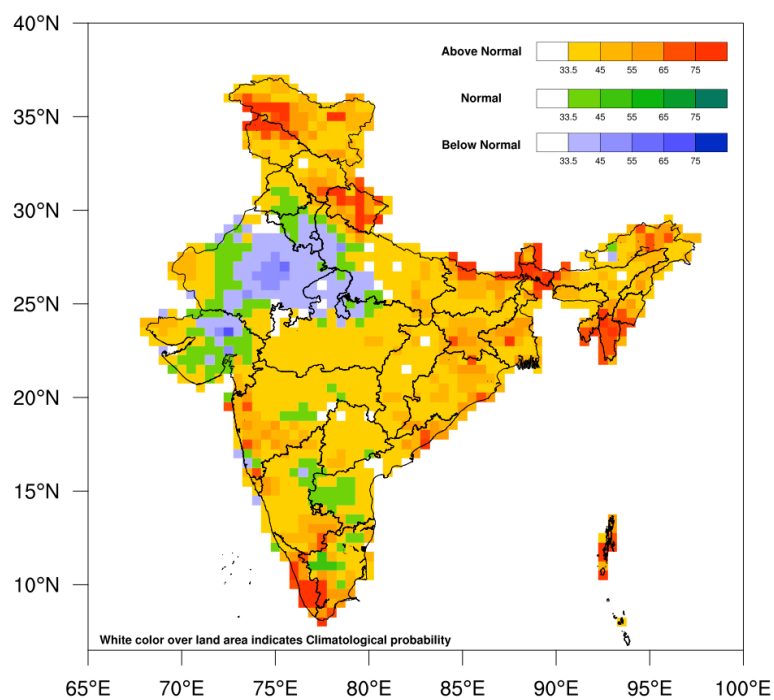 40°N
35°N
30°N
25°N
20°N
15°N
10°N
Above Normal
33.5 45 55 65 75
Normal
33.5 45 55 65 75
Below Normal
33.5 45 55 65 75
White color over land area indicates Climatological probability
65°E 70°E 75°E 80°E 85°E 90°E 95°E 100°E